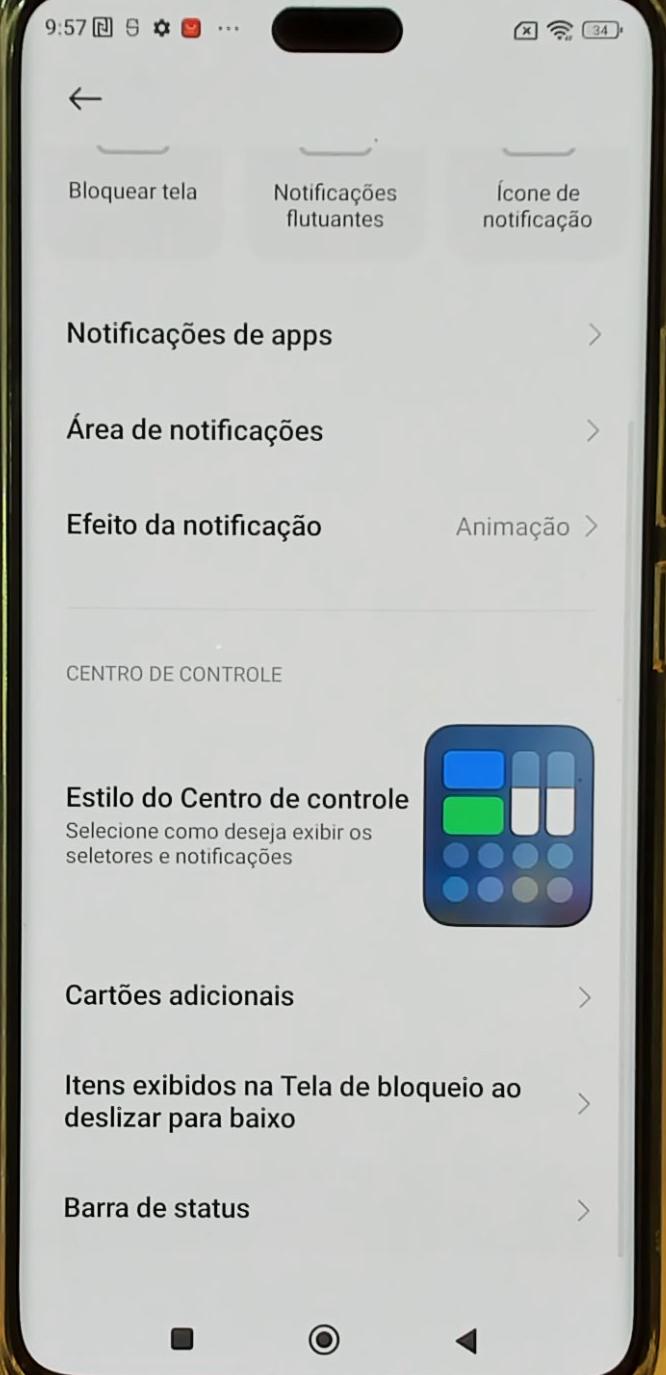 9:57
34
Bloquear tela
Notificações
flutuantes
Ícone de
notificação
Notificações de apps
Área de notificações
Efeito da notificação
Animação
CENTRO DE CONTROLE
Estilo do Centro de controle
Selecione como deseja exibir os
seletores e notificações
Cartões adicionais
Itens exibidos na Tela de bloqueio ao
deslizar para baixo
Barra de status